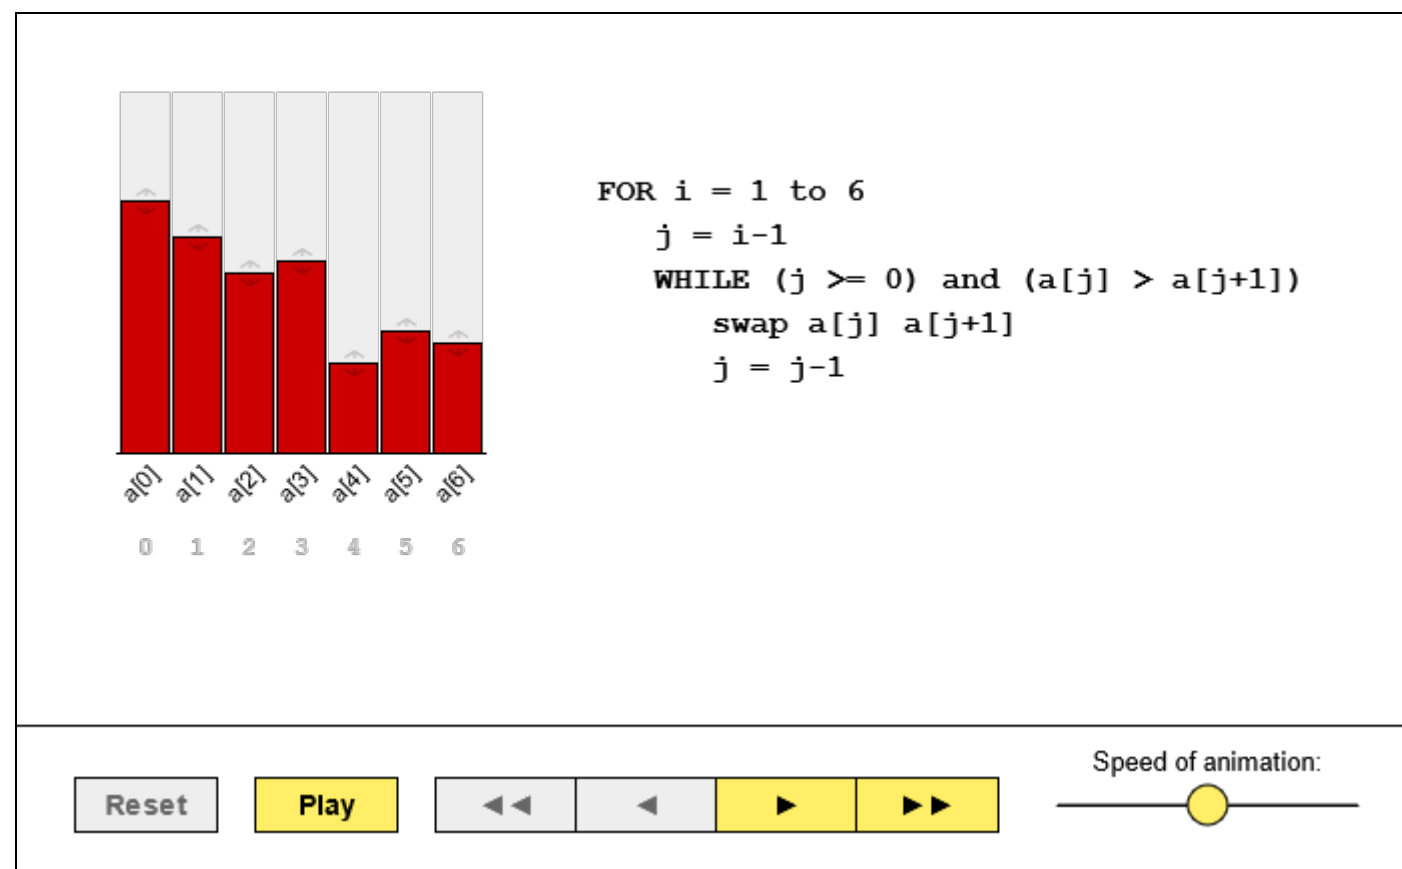 FOR i = 1 to 6
j = i-1
WHILE (j >= 0) and (a[j] > a[j+1])
swap a[j] a[j+1]
j = j-1
a[0] a[1] a[2] a[3] a[4] a[5] a[6]
0 1 2 3 4 5 6
Speed of animation:
Reset Play